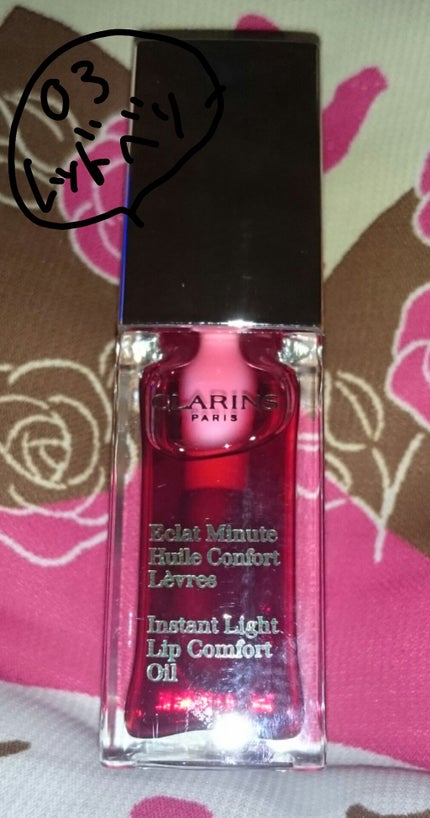 03
レッドベリー
CLARINS
PARIS
Eclat Minute
Huile Confort
Lèvres
Instant Light
Lip Comfort
Oil